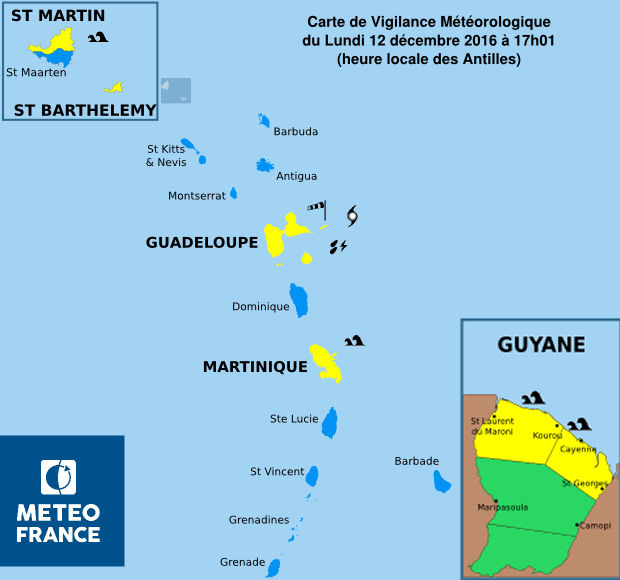 ST MARTIN
St Maarten
ST BARTHELEMY
Carte de Vigilance Météorologique
du Lundi 12 décembre 2016 à 17h01
(heure locale des Antilles)
Barbuda
St Kitts
& Nevis
Antigua
Montserrat
GUADELOUPE
Dominique
MARTINIQUE
Ste Lucie
St Vincent
Barbade
Grenadines
Grenade
METEO
FRANCE
GUYANE
St Laurent
du Maroni
Kourou
Cayenne
St Georges
Maripasoula
Camopi